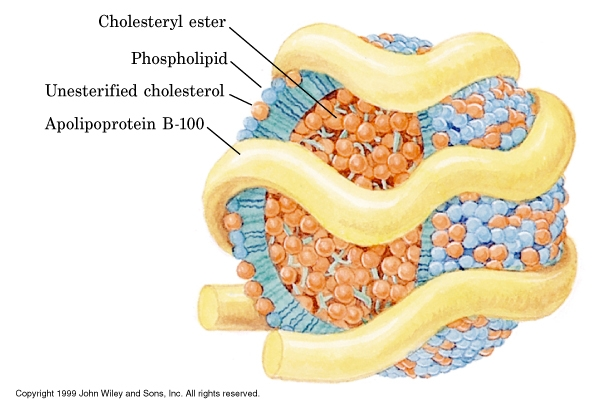 Cholesteryl ester
Phospholipid
Unesterified cholesterol
Apolipoprotein B-100
Copyright 1999 John Wiley and Sons, Inc. All rights reserved.